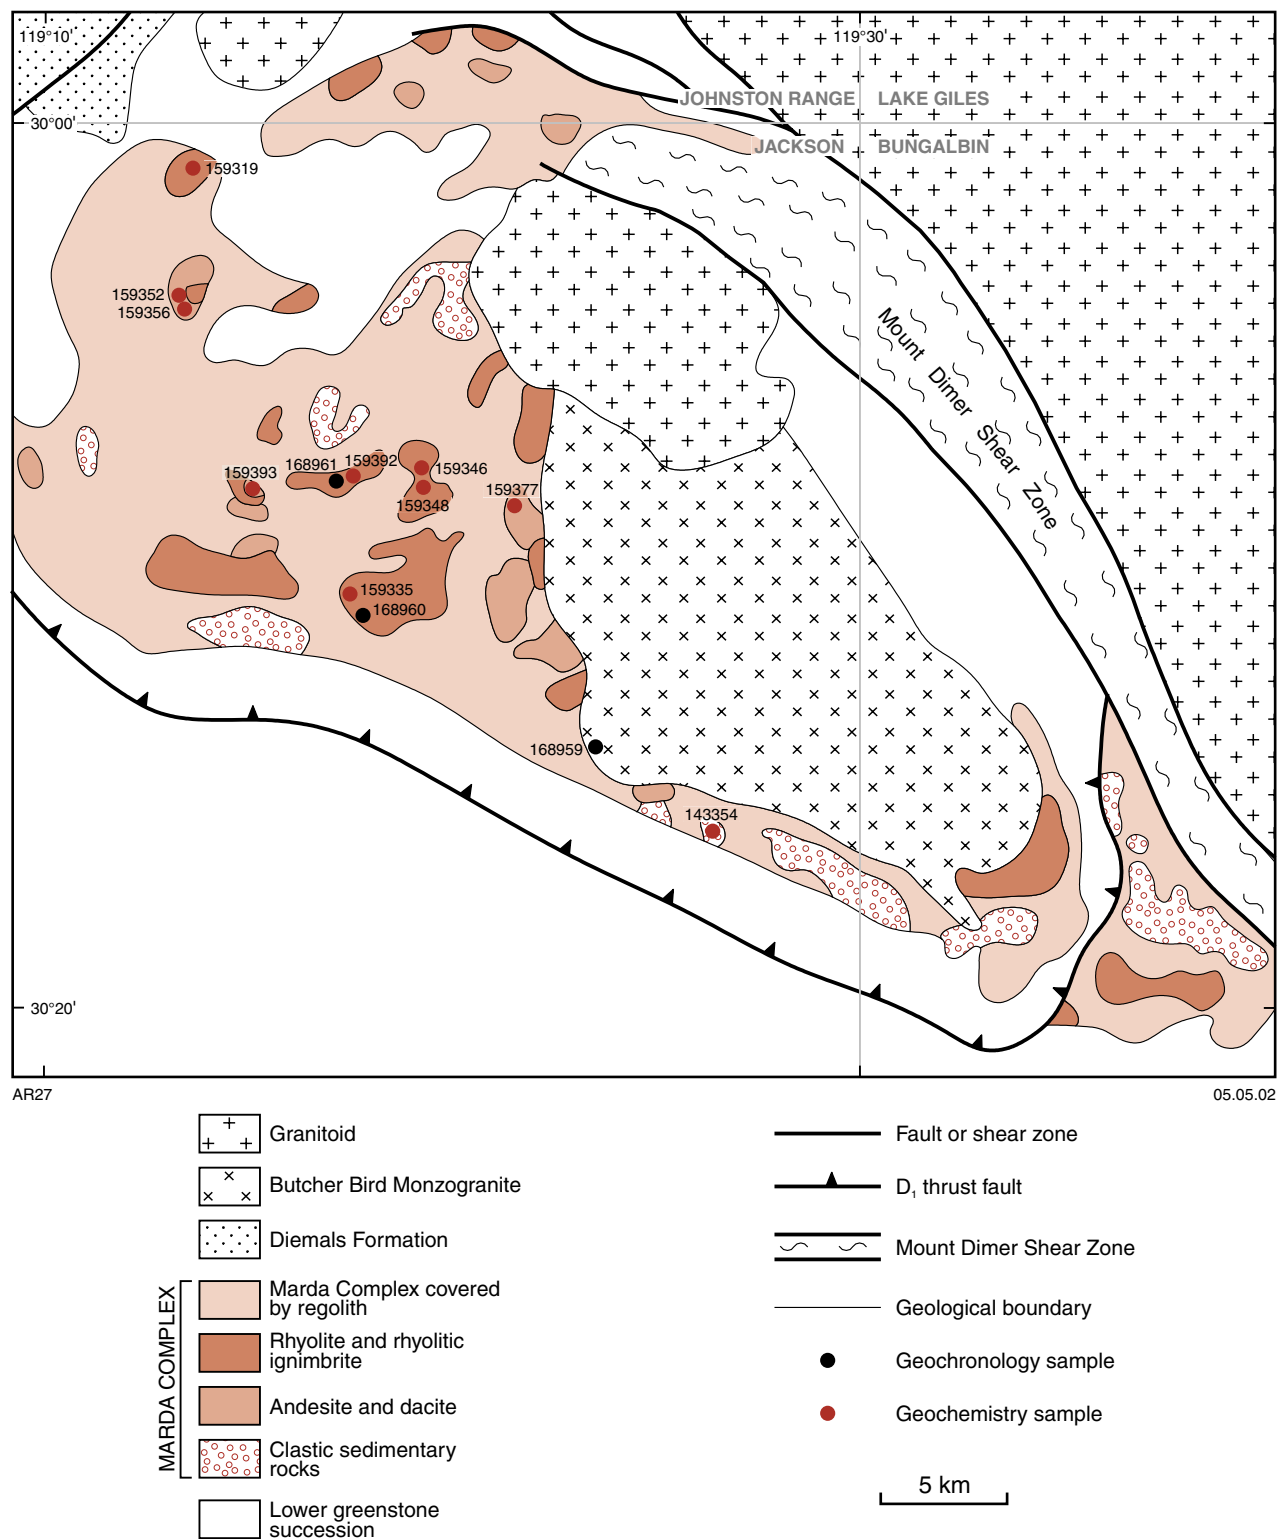 119°10'
119°30'
JOHNSTON RANGE
LAKE GILES
30°00'
JACKSON
BUNGALBIN
159319
159352
159356
Mount Dimer Shear Zone
168961
159392
159393
159346
159377
159348
159335
168960
168959
143354
30°20'
AR27
05.05.02
Granitoid
Butcher Bird Monzogranite
Diemals Formation
MARDA COMPLEX
Marda Complex covered
by regolith
Rhyolite and rhyolitic
ignimbrite
Andesite and dacite
Clastic sedimentary
rocks
Lower greenstone
succession
Fault or shear zone
D₁ thrust fault
Mount Dimer Shear Zone
Geological boundary
Geochronology sample
Geochemistry sample
5 km